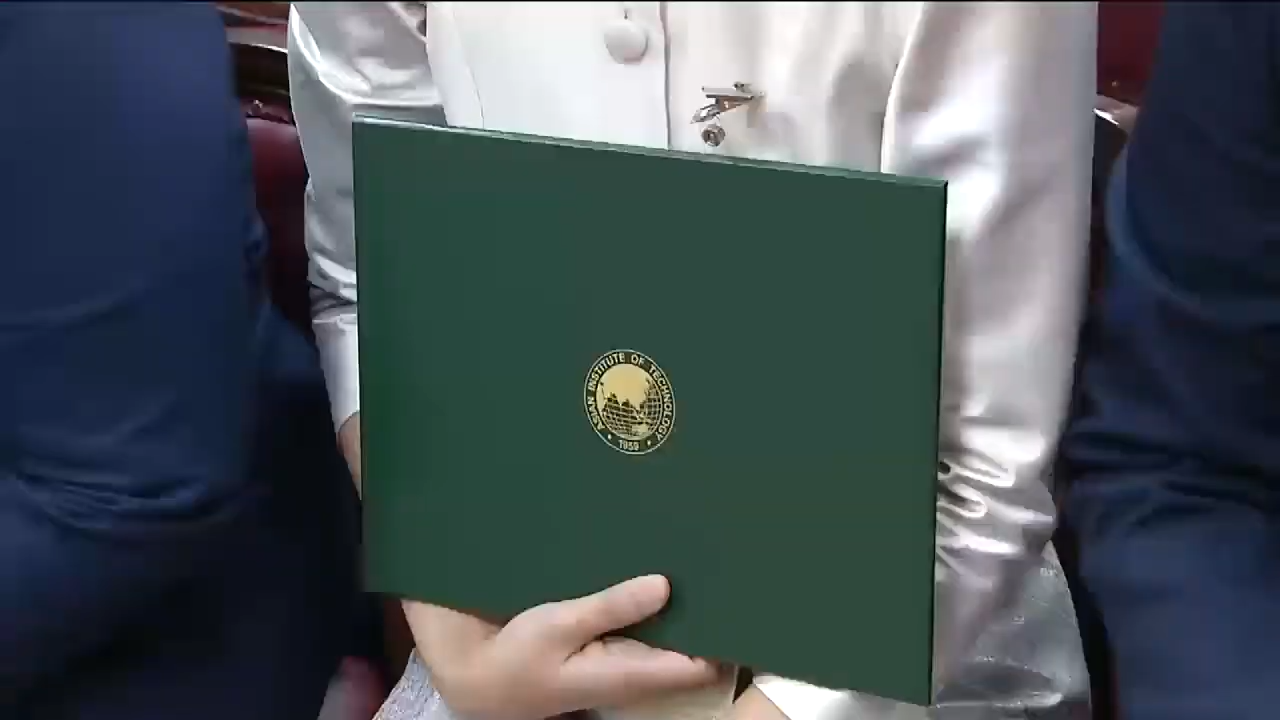 ASIAN INSTITUTE OF TECHNOLOGY
• 1959 •